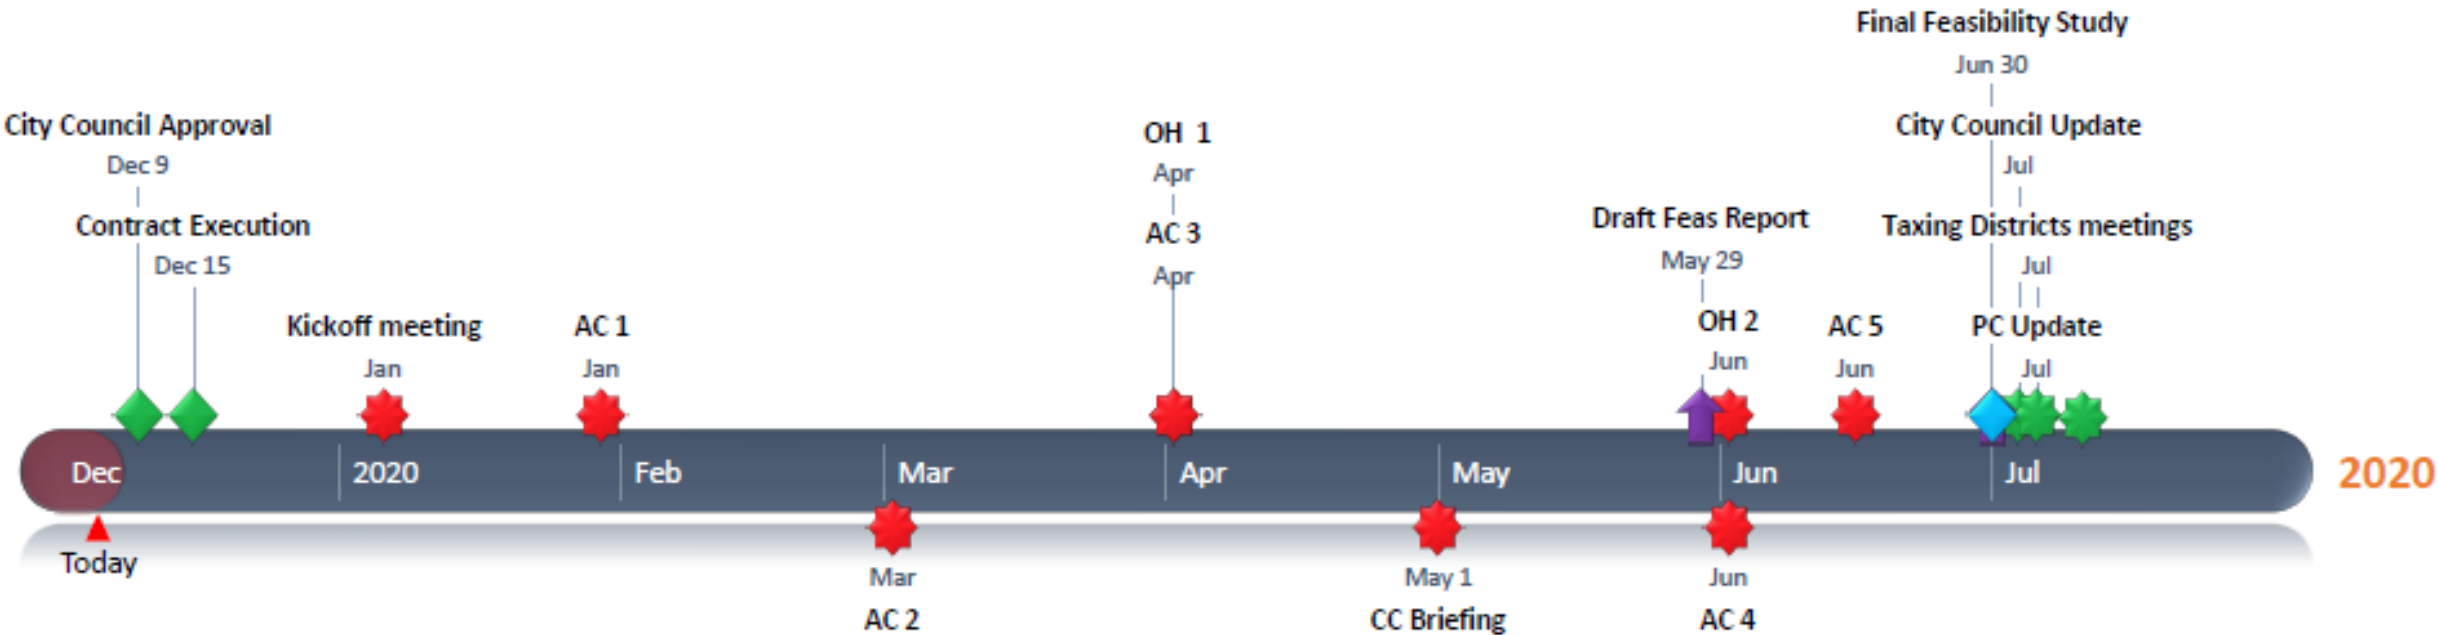 Final Feasibility Study
Jun 30
City Council Approval
Dec 9
OH 1
Apr
City Council Update
Jul
Contract Execution
Dec 15
AC 3
Apr
Draft Feas Report
May 29
Taxing Districts meetings
Jul
Kickoff meeting
Jan
AC 1
Jan
OH 2
Jun
AC 5
Jun
PC Update
Jul
Dec 2020 Feb Mar Apr May Jun Jul 2020
Today
Mar
AC 2
May 1
CC Briefing
Jun
AC 4